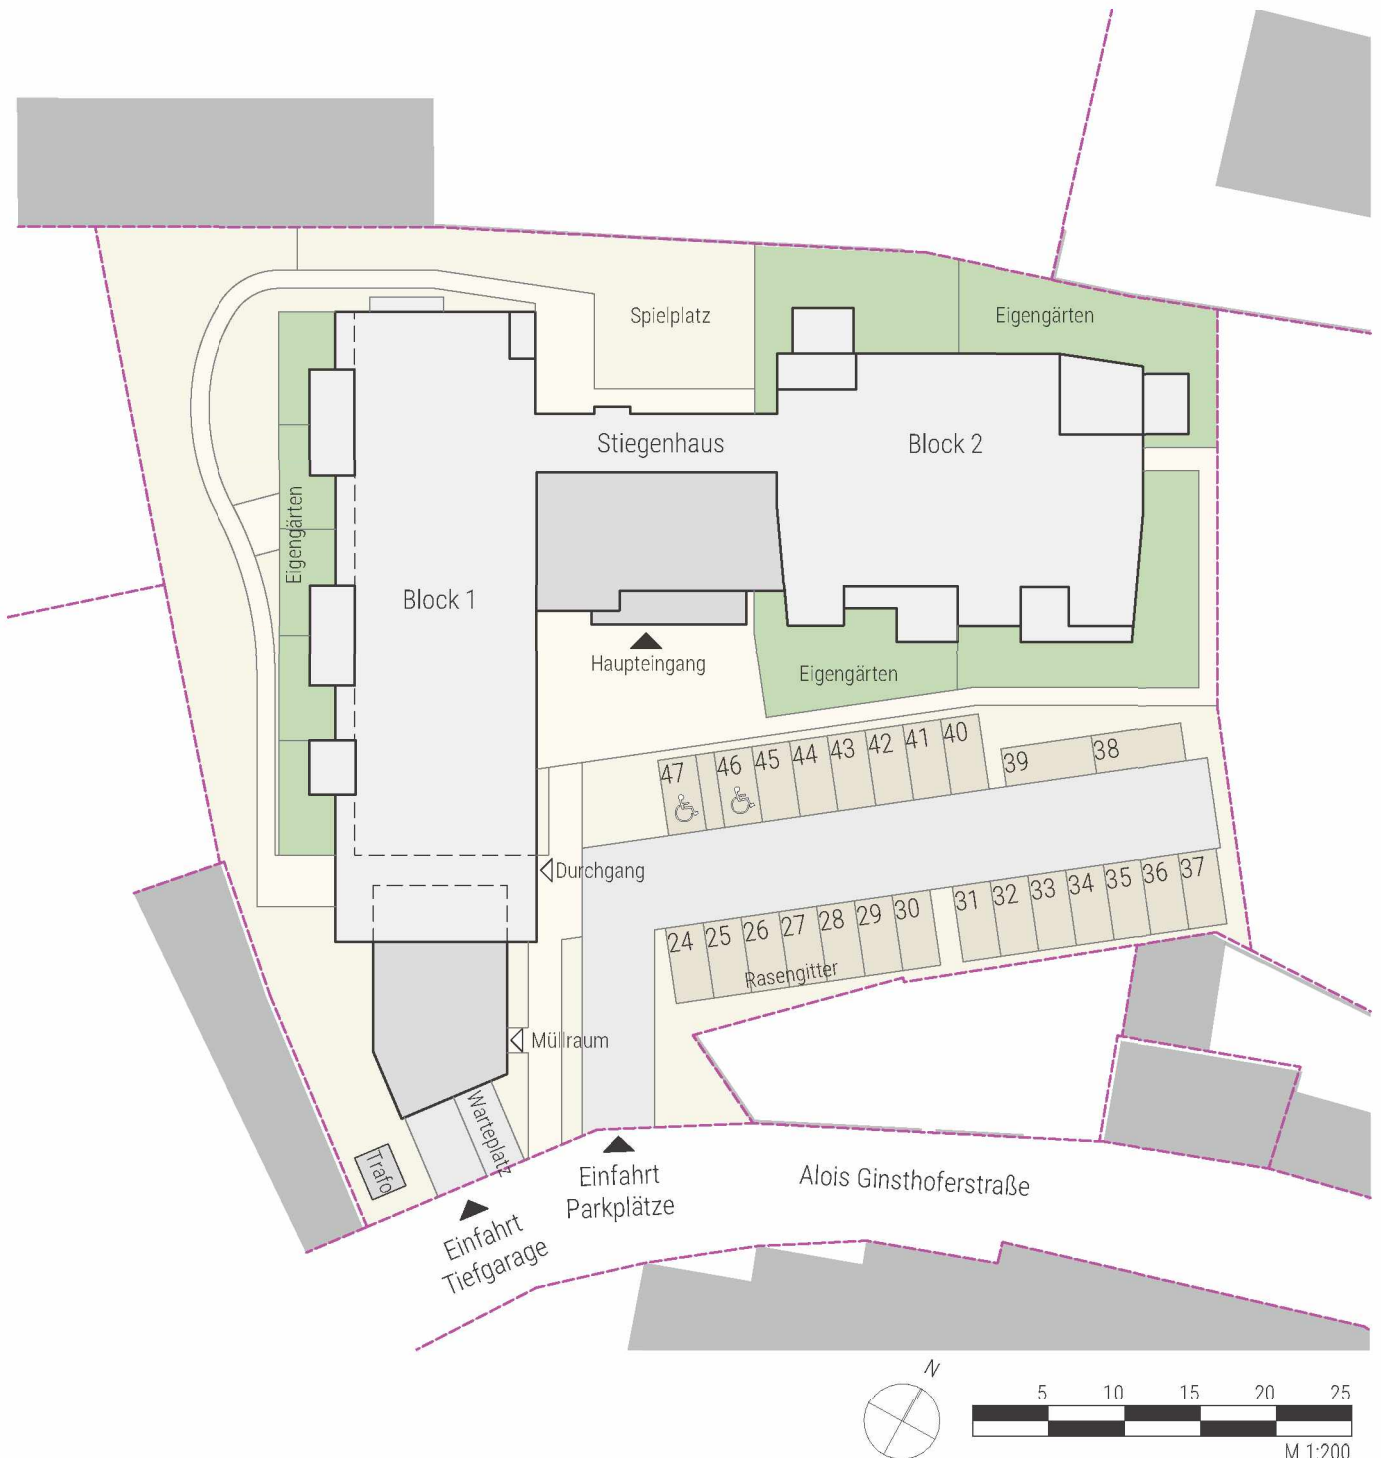 Spielplatz
Eigengärten
Stiegenhaus
Block 2
Eigengärten
Block 1
Haupteingang
Eigengärten
47 46 45 44 43 42 41 40
39 38
Durchgang
31 32 33 34 35 36 37
24 25 26 27 28 29 30
Rasengitter
Müllraum
Warteplatz
Trafo
Einfahrt
Parkplätze
Alois Ginsthoferstraße
Einfahrt
Tiefgarage
N
5 10 15 20 25
M 1:200